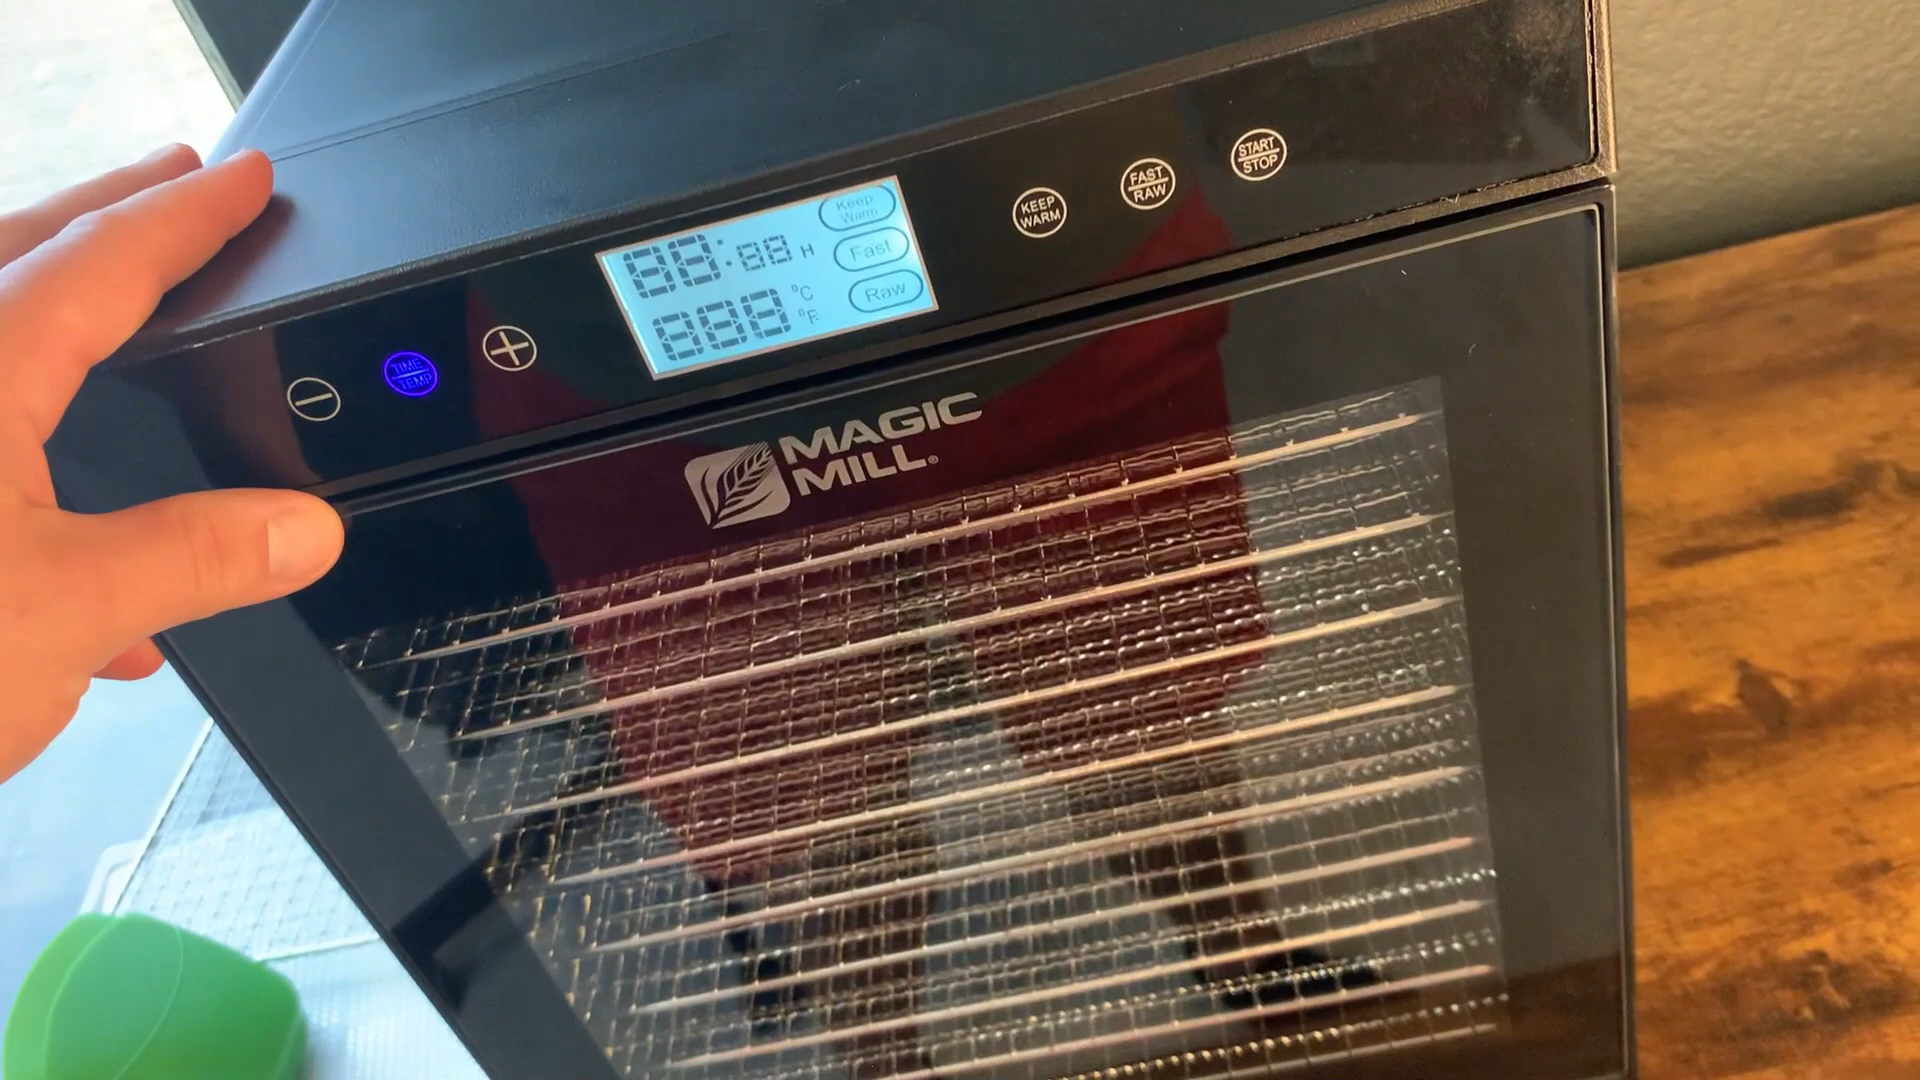 88:88 H
888 °C
°F
Keep
Warm
Fast
Raw
TIME
TEMP
KEEP
WARM
FAST
RAW
START
STOP
MAGIC
MILL®